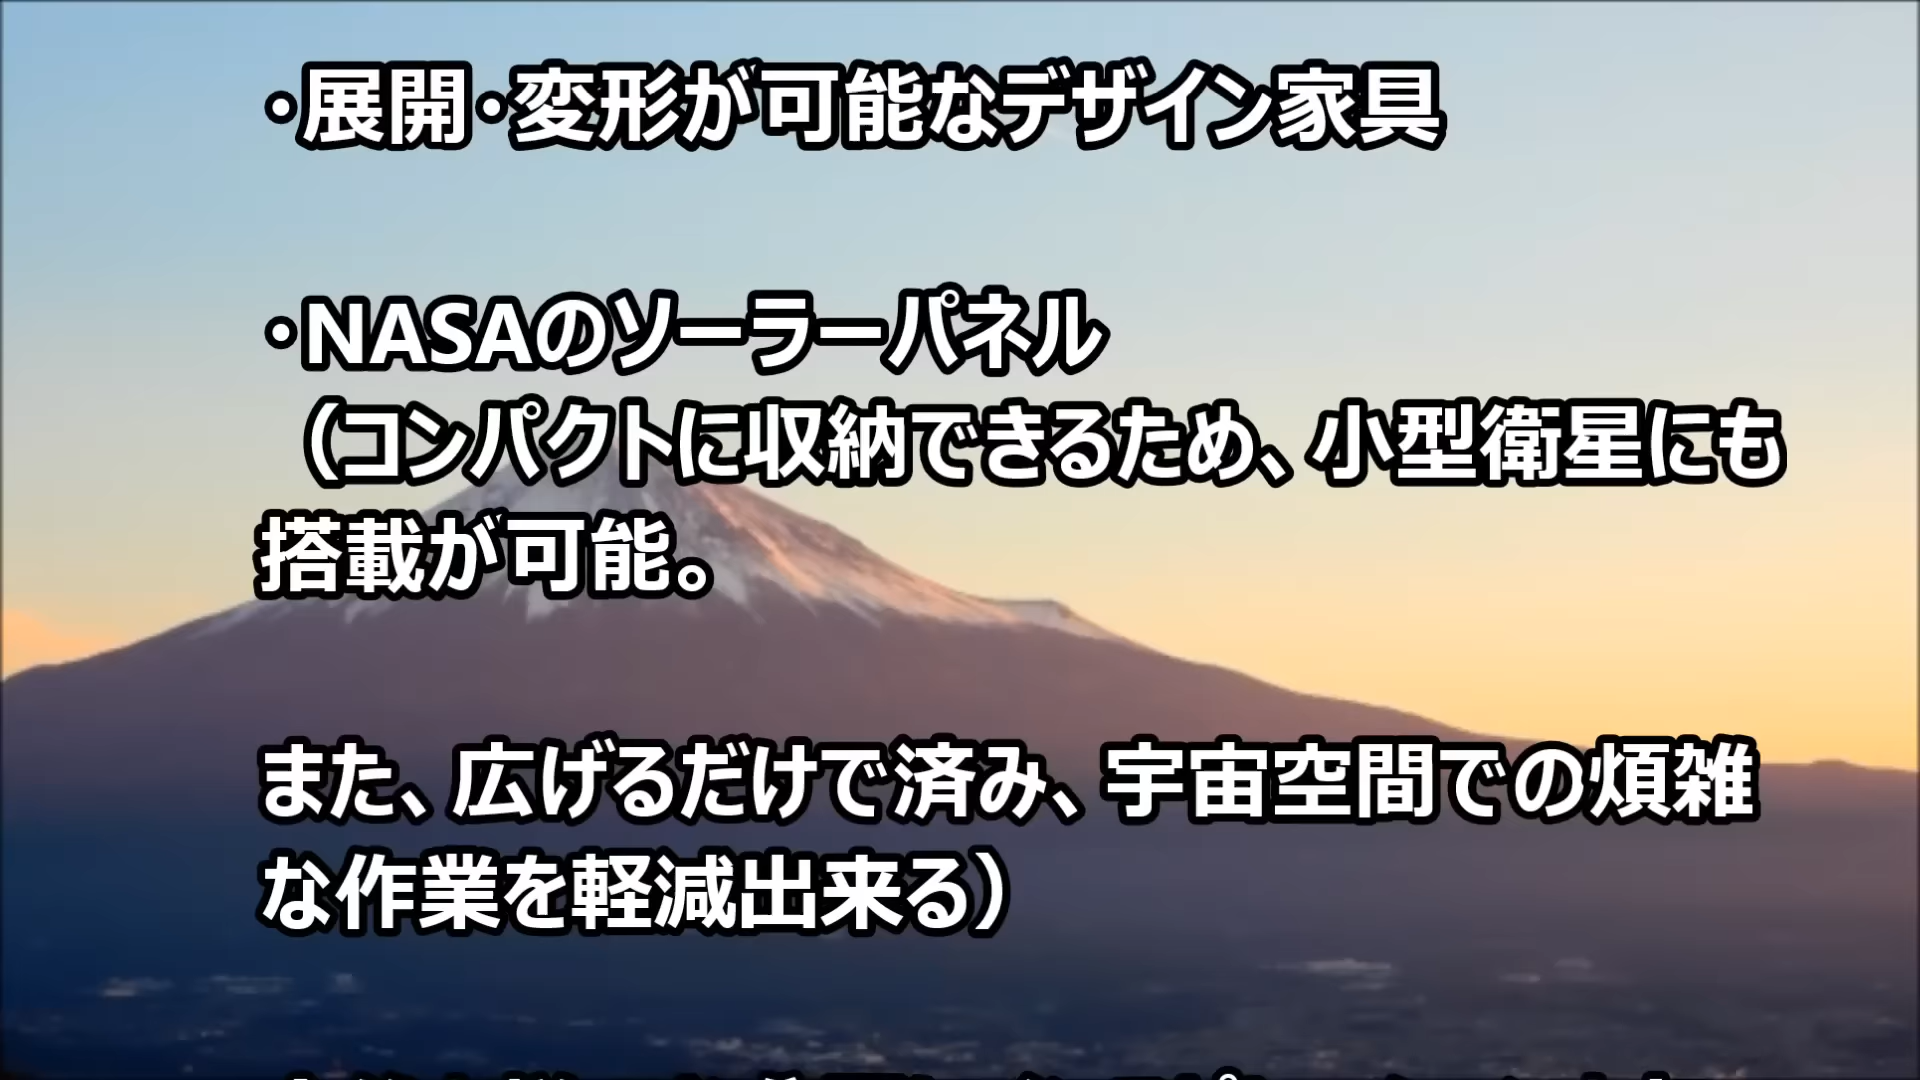 ・展開・変形が可能なデザイン家具
・NASAのソーラーパネル
（コンパクトに収納できるため、小型衛星にも
搭載が可能。
また、広げるだけで済み、宇宙空間での煩雑
な作業を軽減出来る）